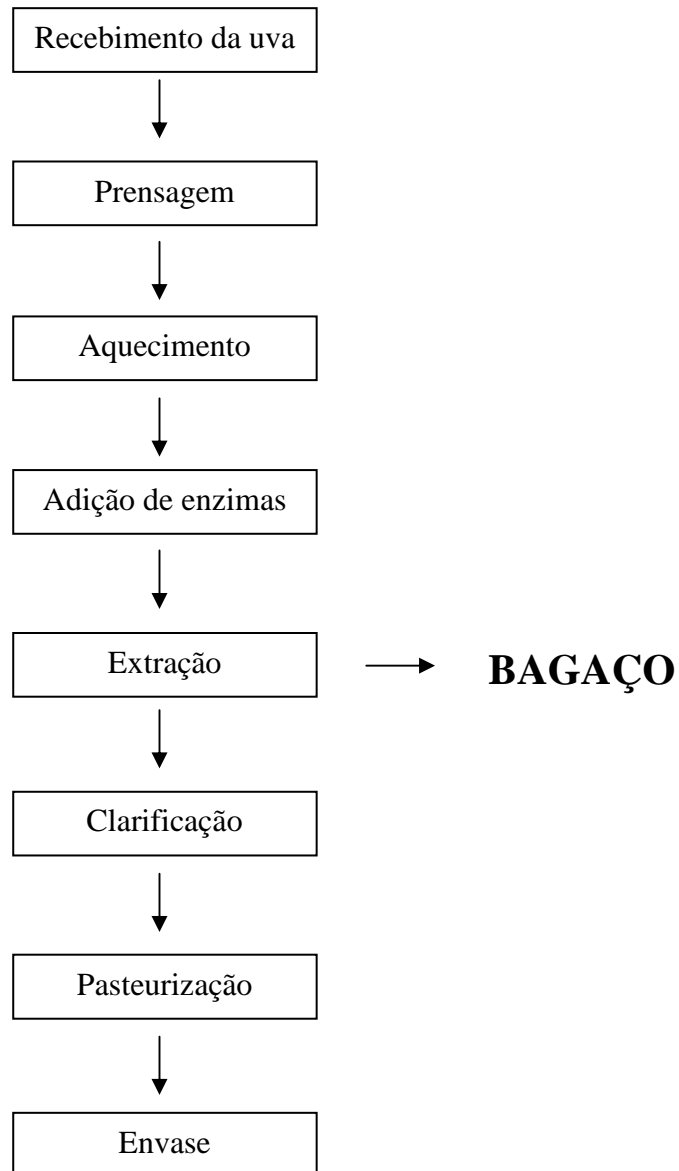 Recebimento da uva
Prensagem
Aquecimento
Adição de enzimas
Extração
BAGAÇO
Clarificação
Pasteurização
Envase